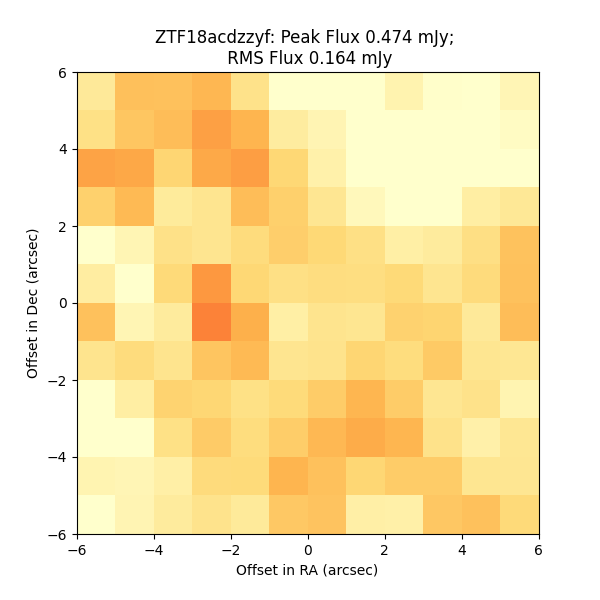 ZTF18acdzzyf: Peak Flux 0.474 mJy;
RMS Flux 0.164 mJy
6
4
2
0
−2
−4
−6
Offset in Dec (arcsec)
−6 −4 −2 0 2 4 6
Offset in RA (arcsec)